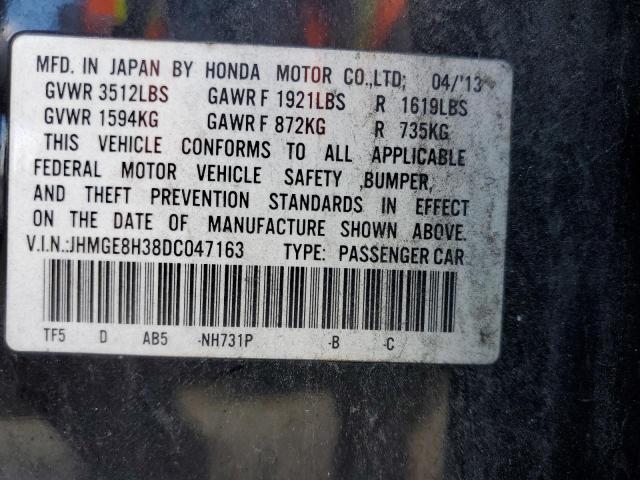 MFD. IN JAPAN BY HONDA MOTOR CO.,LTD; 04/'13
GVWR 3512LBS GAWR F 1921LBS R 1619LBS
GVWR 1594KG GAWR F 872KG R 735KG
THIS VEHICLE CONFORMS TO ALL APPLICABLE
FEDERAL MOTOR VEHICLE SAFETY ,BUMPER,
AND THEFT PREVENTION STANDARDS IN EFFECT
ON THE DATE OF MANUFACTURE SHOWN ABOVE.
V.I.N.:JHMGE8H38DC047163 TYPE: PASSENGER CAR
TF5 D AB5 -NH731P -B -C